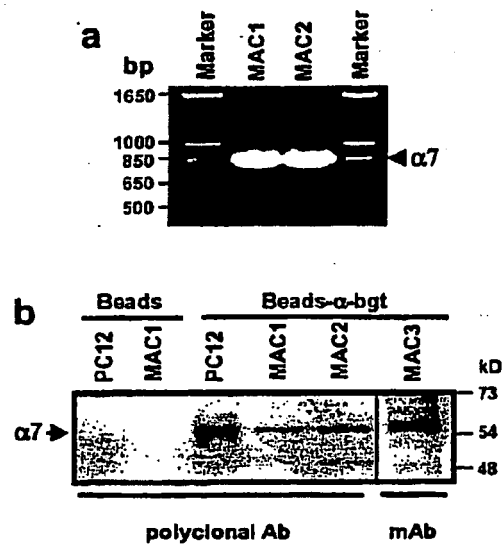 a
bp
Marker
MAC1
MAC2
Marker
1650
1000
850
650
500
α7
b
Beads
Beads-α-bgt
PC12
MAC1
PC12
MAC1
MAC2
MAC3
kD
73
54
48
α7
polyclonal Ab
mAb